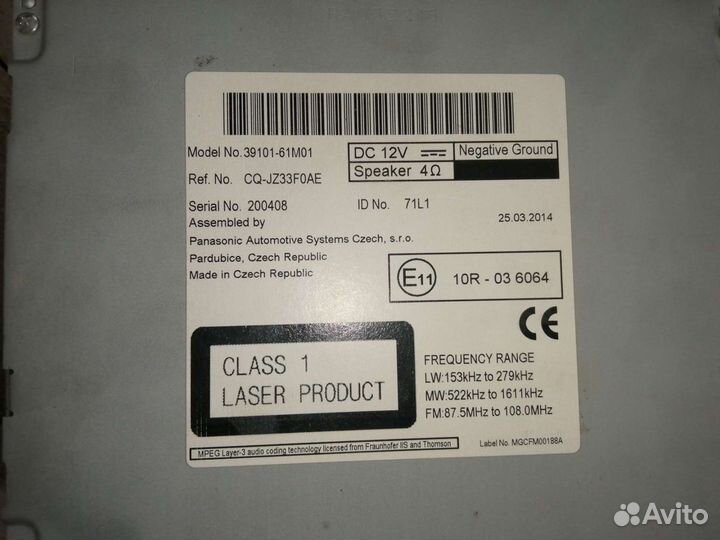 Model No. 39101-61M01
DC 12V
Negative Ground
Speaker 4Ω
Ref. No. CQ-JZ33F0AE
Serial No. 200408 ID No. 71L1
25.03.2014
Assembled by
Panasonic Automotive Systems Czech, s.r.o.
Pardubice, Czech Republic
Made in Czech Republic
E11
10R - 03 6064
CE
CLASS 1
LASER PRODUCT
FREQUENCY RANGE
LW:153kHz to 279kHz
MW:522kHz to 1611kHz
FM:87.5MHz to 108.0MHz
MPEG Layer-3 audio coding technology licensed from Fraunhofer IIS and Thomson
Label No. MGCFM00188A
Avito